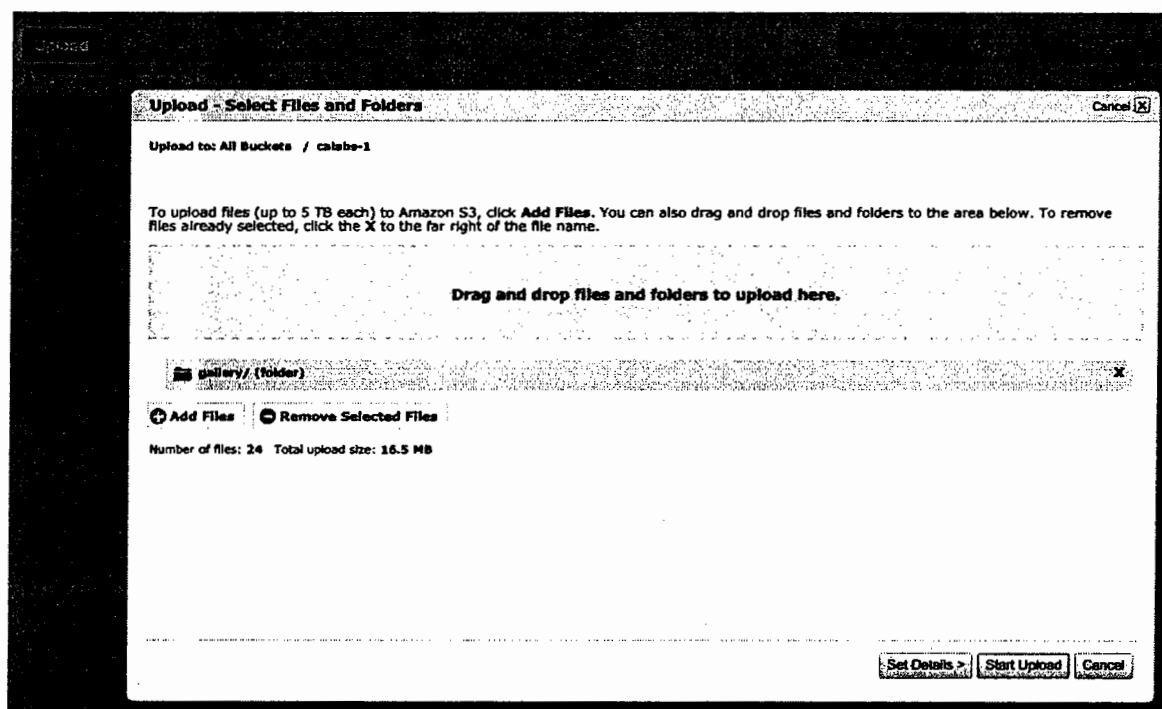 Upload
Upload - Select Files and Folders
Cancel X
Upload to: All Buckets / calabs-1
To upload files (up to 5 TB each) to Amazon S3, click Add Files. You can also drag and drop files and folders to the area below. To remove
files already selected, click the X to the far right of the file name.
Drag and drop files and folders to upload here.
gallery/ (folder) X
Add Files Remove Selected Files
Number of files: 24 Total upload size: 16.5 MB
Set Details > Start Upload Cancel